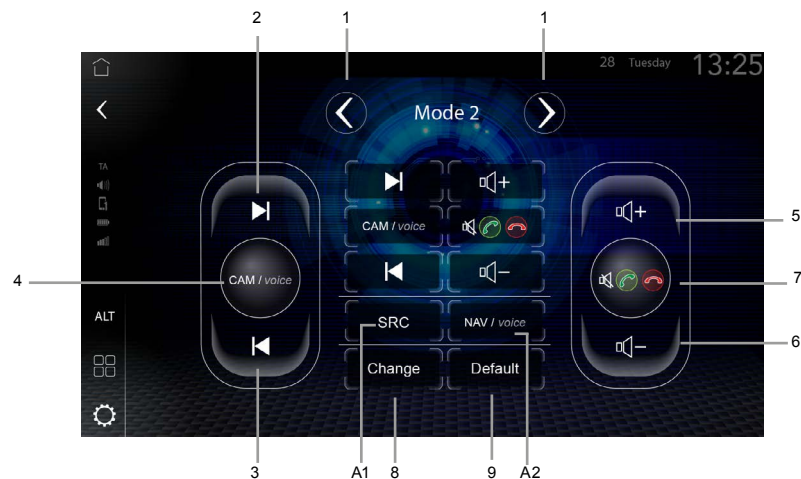 2 1 1
28 Tuesday 13:25
Mode 2
TA
CAM / voice
5
4 CAM / voice 7
ALT SRC NAV / voice 6
Change Default
3 A1 8 9 A2